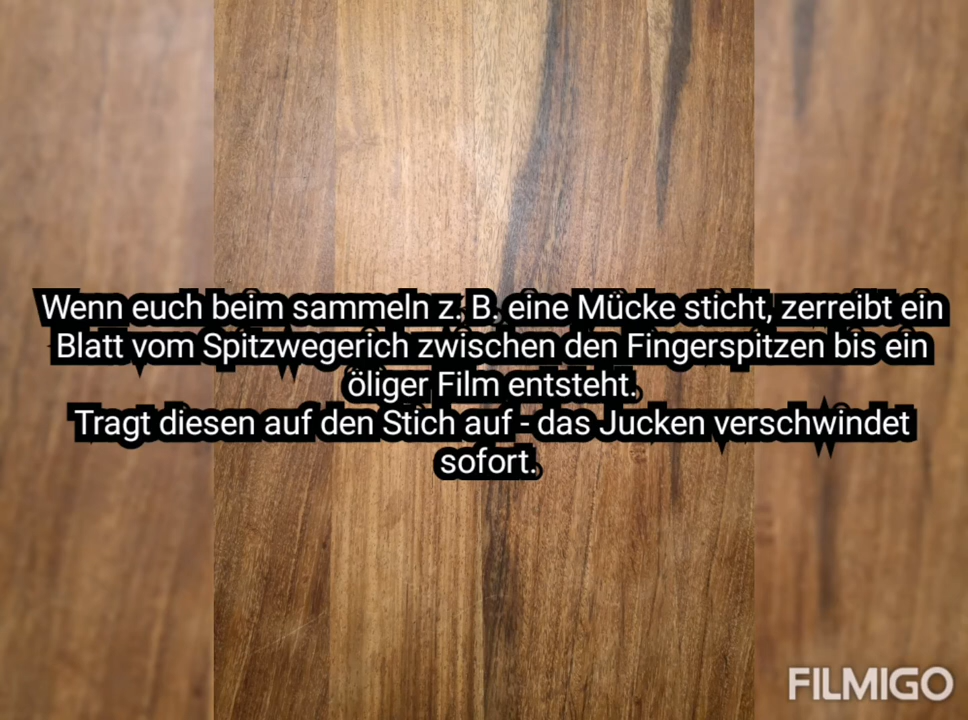 Wenn euch beim sammeln z. B. eine Mücke sticht, zerreibt ein
Blatt vom Spitzwegerich zwischen den Fingerspitzen bis ein
öliger Film entsteht.
Tragt diesen auf den Stich auf - das Jucken verschwindet
sofort.
FILMIGO